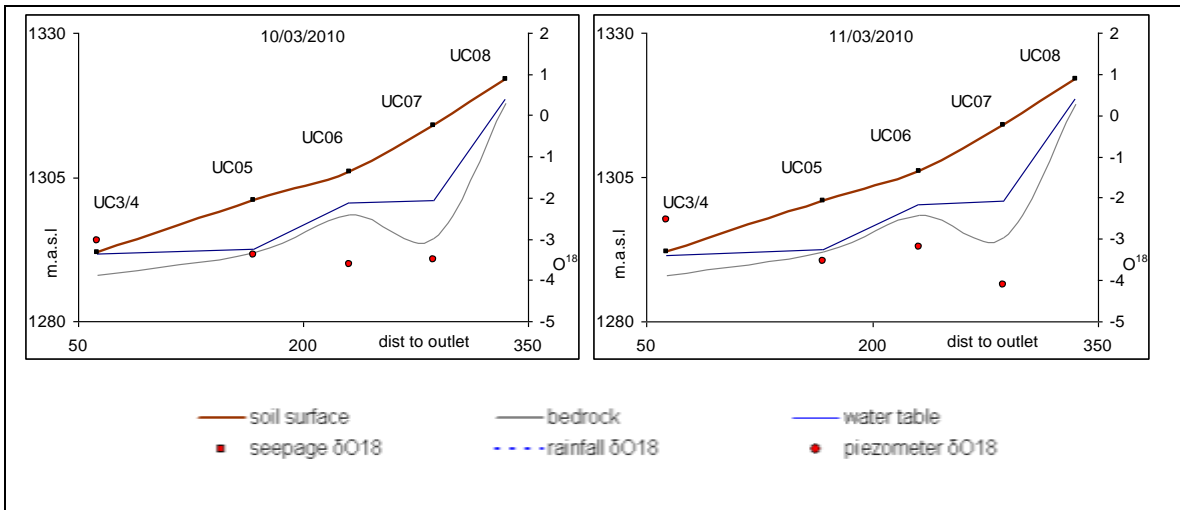 1330
10/03/2010
2
UC08
1
UC07
0
UC06
-1
1305
UC05
-2
UC3/4
-3
m.a.s.l
O18
-4
1280
dist to outlet
-5
50
200
350
1330
11/03/2010
2
UC08
1
UC07
0
UC06
-1
1305
UC05
-2
UC3/4
-3
m.a.s.l
O18
-4
1280
dist to outlet
-5
50
200
350
soil surface
bedrock
water table
seepage δO18
rainfall δO18
piezometer δO18